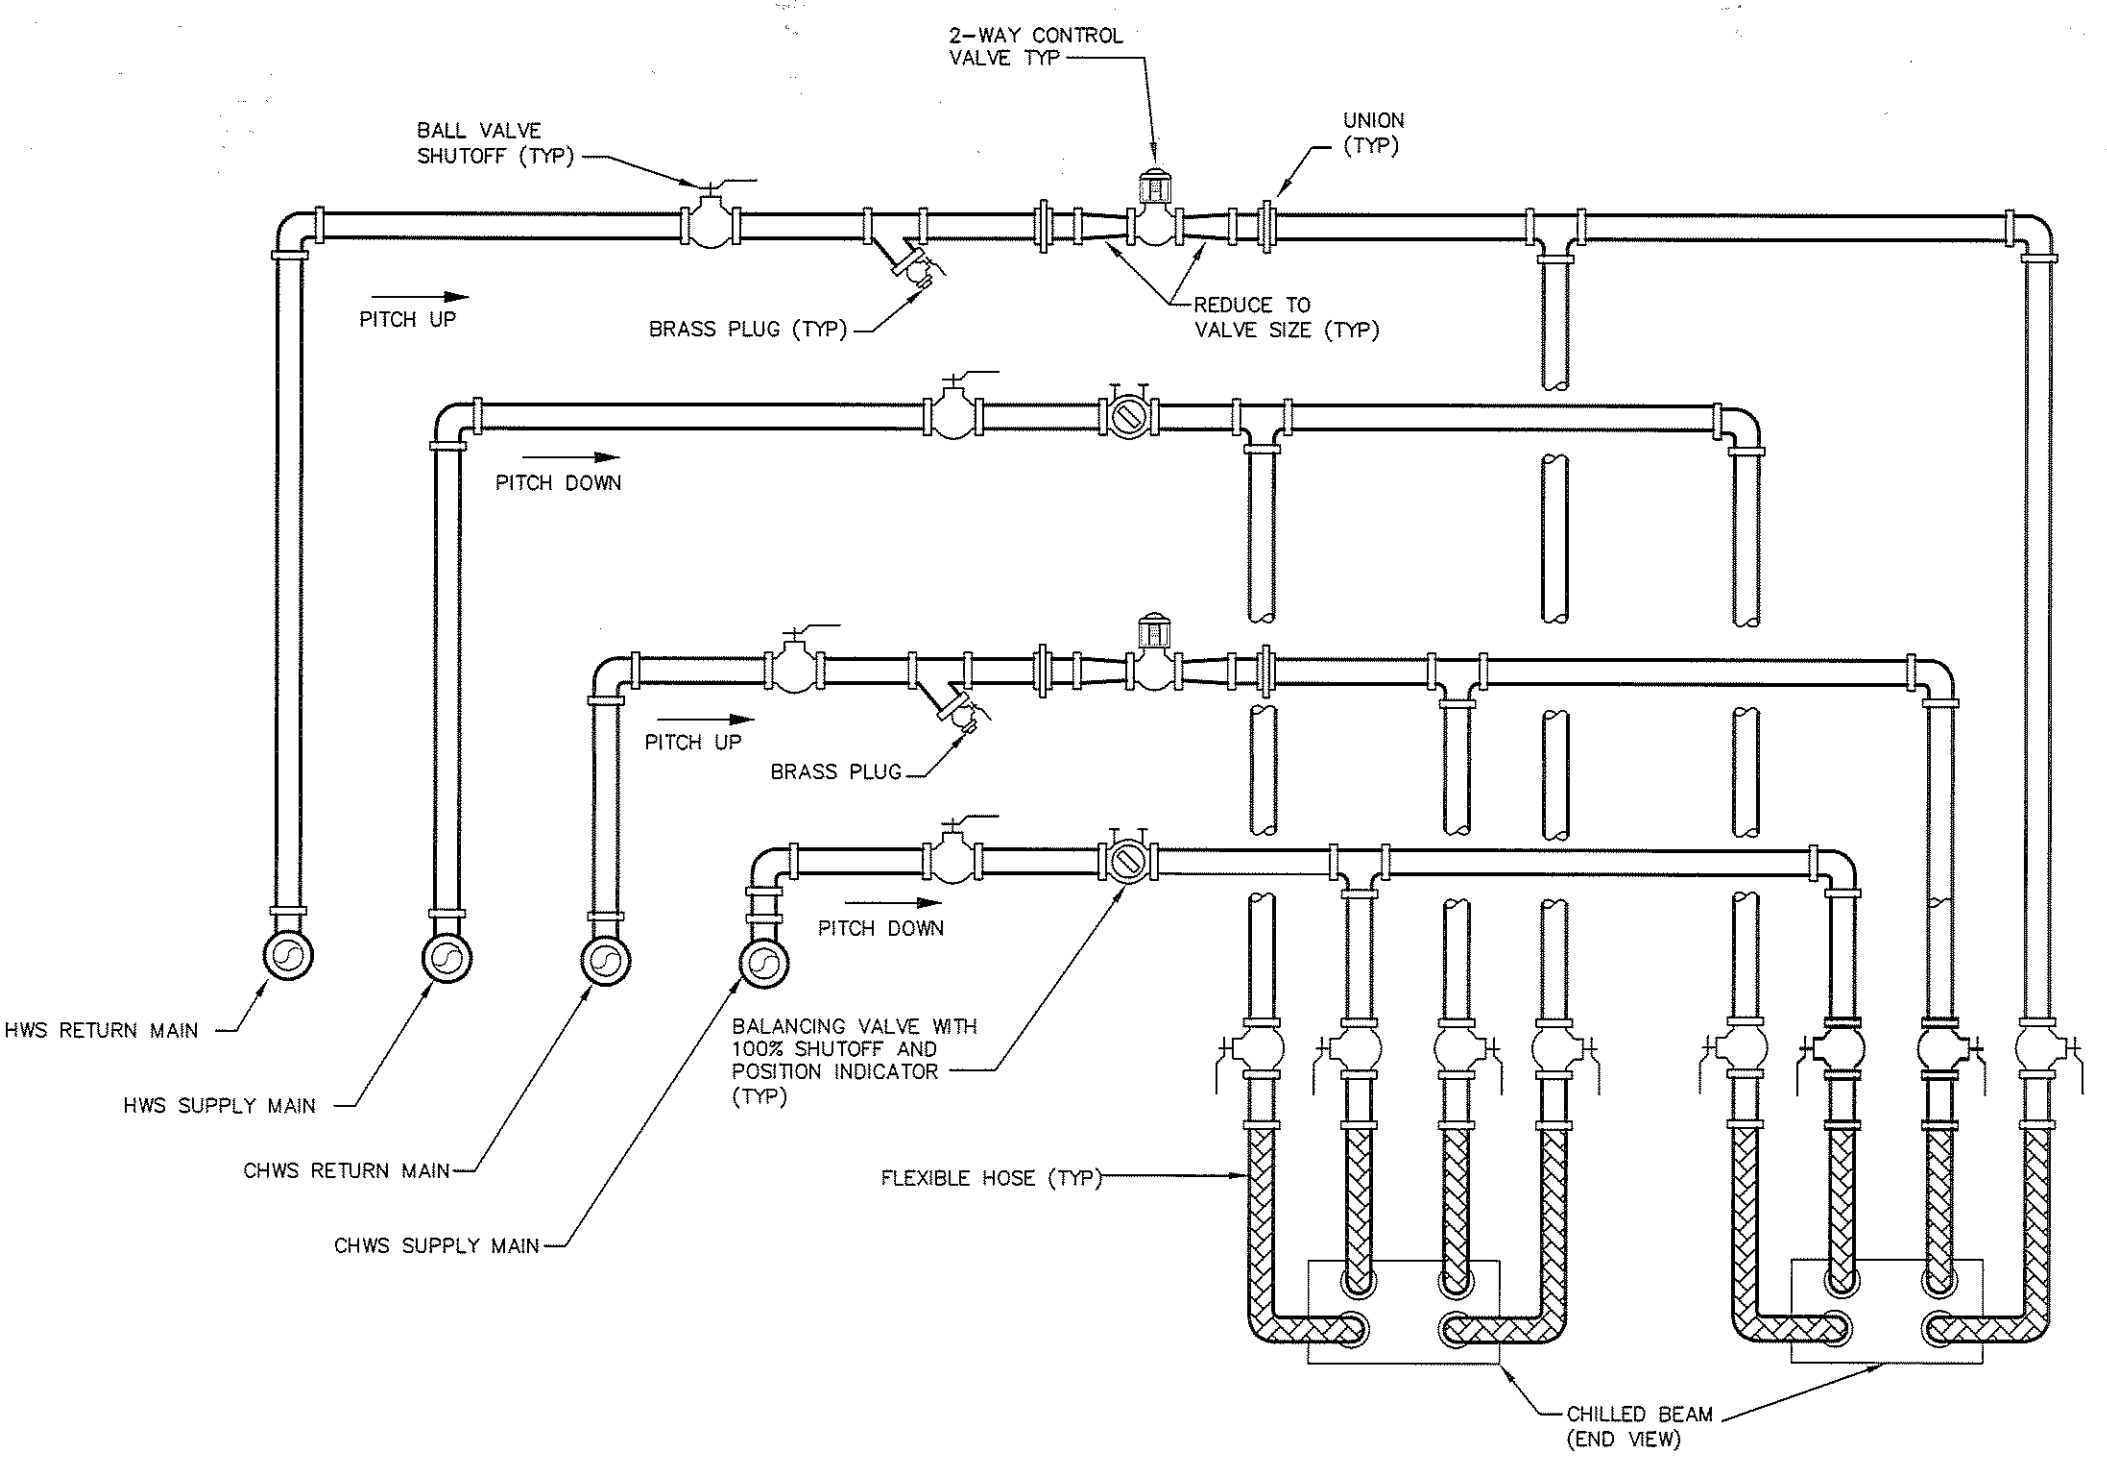 2-WAY CONTROL
VALVE TYP
BALL VALVE
SHUTOFF (TYP)
UNION
(TYP)
PITCH UP
BRASS PLUG (TYP)
REDUCE TO
VALVE SIZE (TYP)
PITCH DOWN
PITCH UP
BRASS PLUG
PITCH DOWN
HWS RETURN MAIN
BALANCING VALVE WITH
100% SHUTOFF AND
POSITION INDICATOR
(TYP)
HWS SUPPLY MAIN
CHWS RETURN MAIN
FLEXIBLE HOSE (TYP)
CHWS SUPPLY MAIN
CHILLED BEAM
(END VIEW)